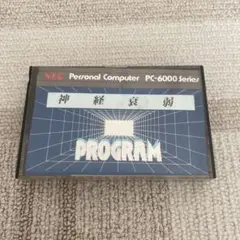 NEC Personal Computer PC-6000 Series
神経衰弱
PROGRAM